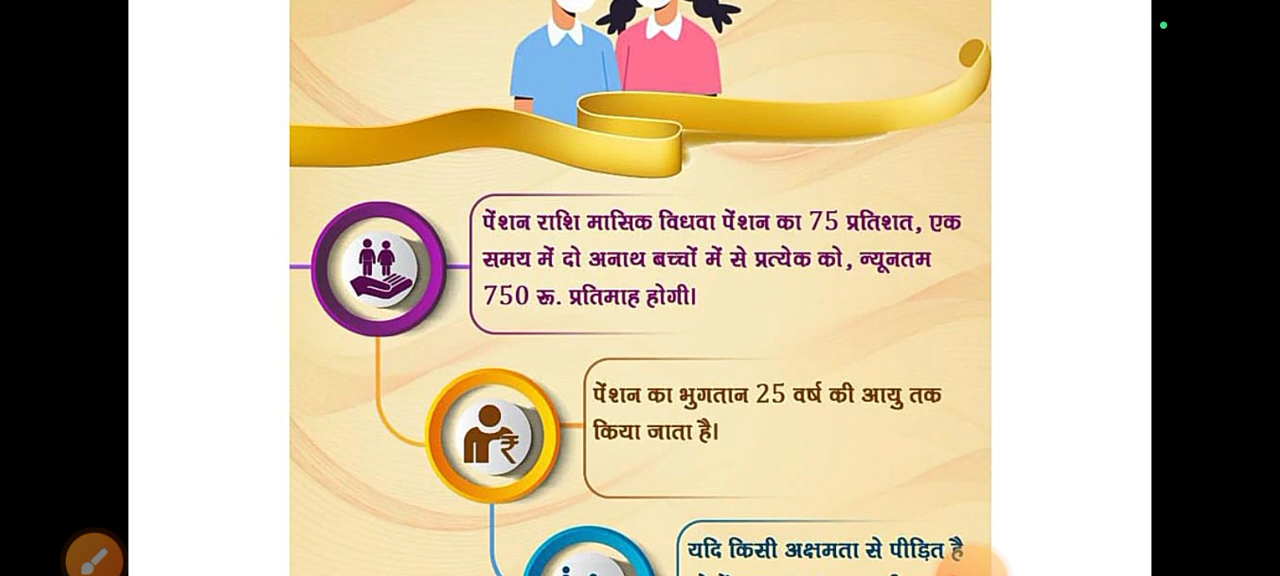 पेंशन राशि मासिक विधवा पेंशन का 75 प्रतिशत, एक
समय में दो अनाथ बच्चों में से प्रत्येक को, न्यूनतम
750 रू. प्रतिमाह होगी।
पेंशन का भुगतान 25 वर्ष की आयु तक
किया जाता है।
यदि किसी अक्षमता से पीड़ित है